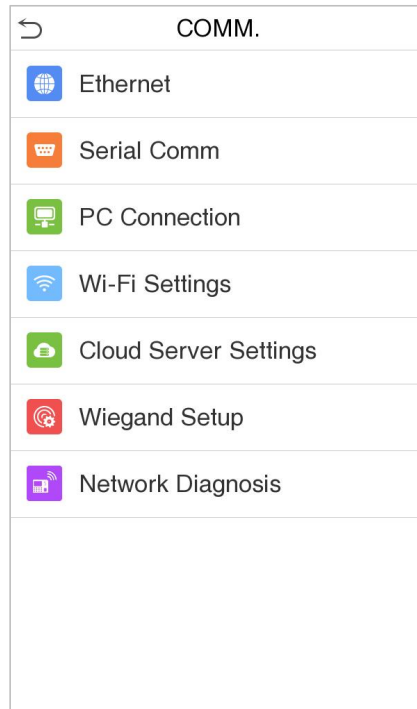 COMM.
Ethernet
Serial Comm
PC Connection
Wi-Fi Settings
Cloud Server Settings
Wiegand Setup
Network Diagnosis